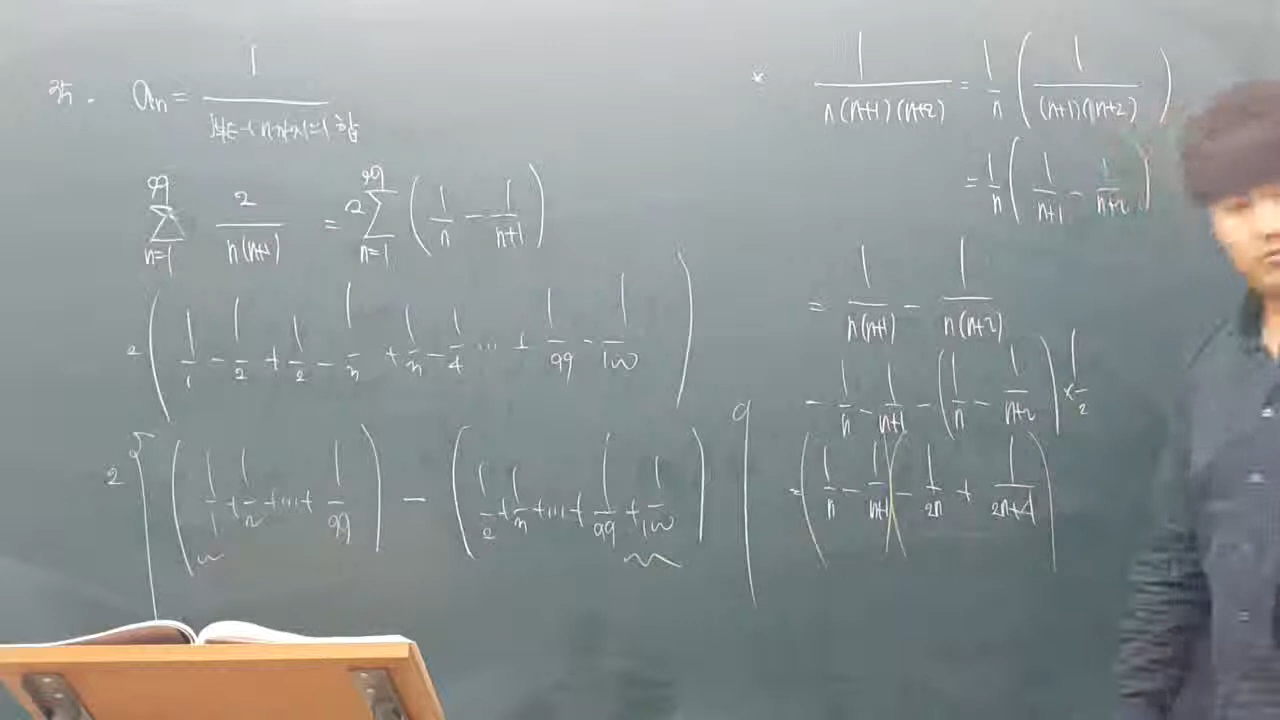 a_n = 1 / 합
99 Σ n=1 2 / n(n+1) = 2 99 Σ n=1 ( 1/n - 1/n+1 )
2 ( 1/1 - 1/2 + 1/2 - 1/3 + 1/3 - 1/4 ... + 1/99 - 1/100 )
2 { ( 1/1 + 1/2 + ... + 1/99 ) - ( 1/2 + 1/3 + ... + 1/99 + 1/100 )
* 1 / n(n+1)(n+2) = 1/n ( 1 / (n+1)(n+2) )
= 1/n ( 1/n+1 - 1/n+2 )
= 1 / n(n+1) - 1 / n(n+2)
- 1/n - 1/n+1 - ( 1/n - 1/n+2 ) × 1/2
= ( 1/n - 1/n+1 ) ( - 1/2n + 1/2n+4 )